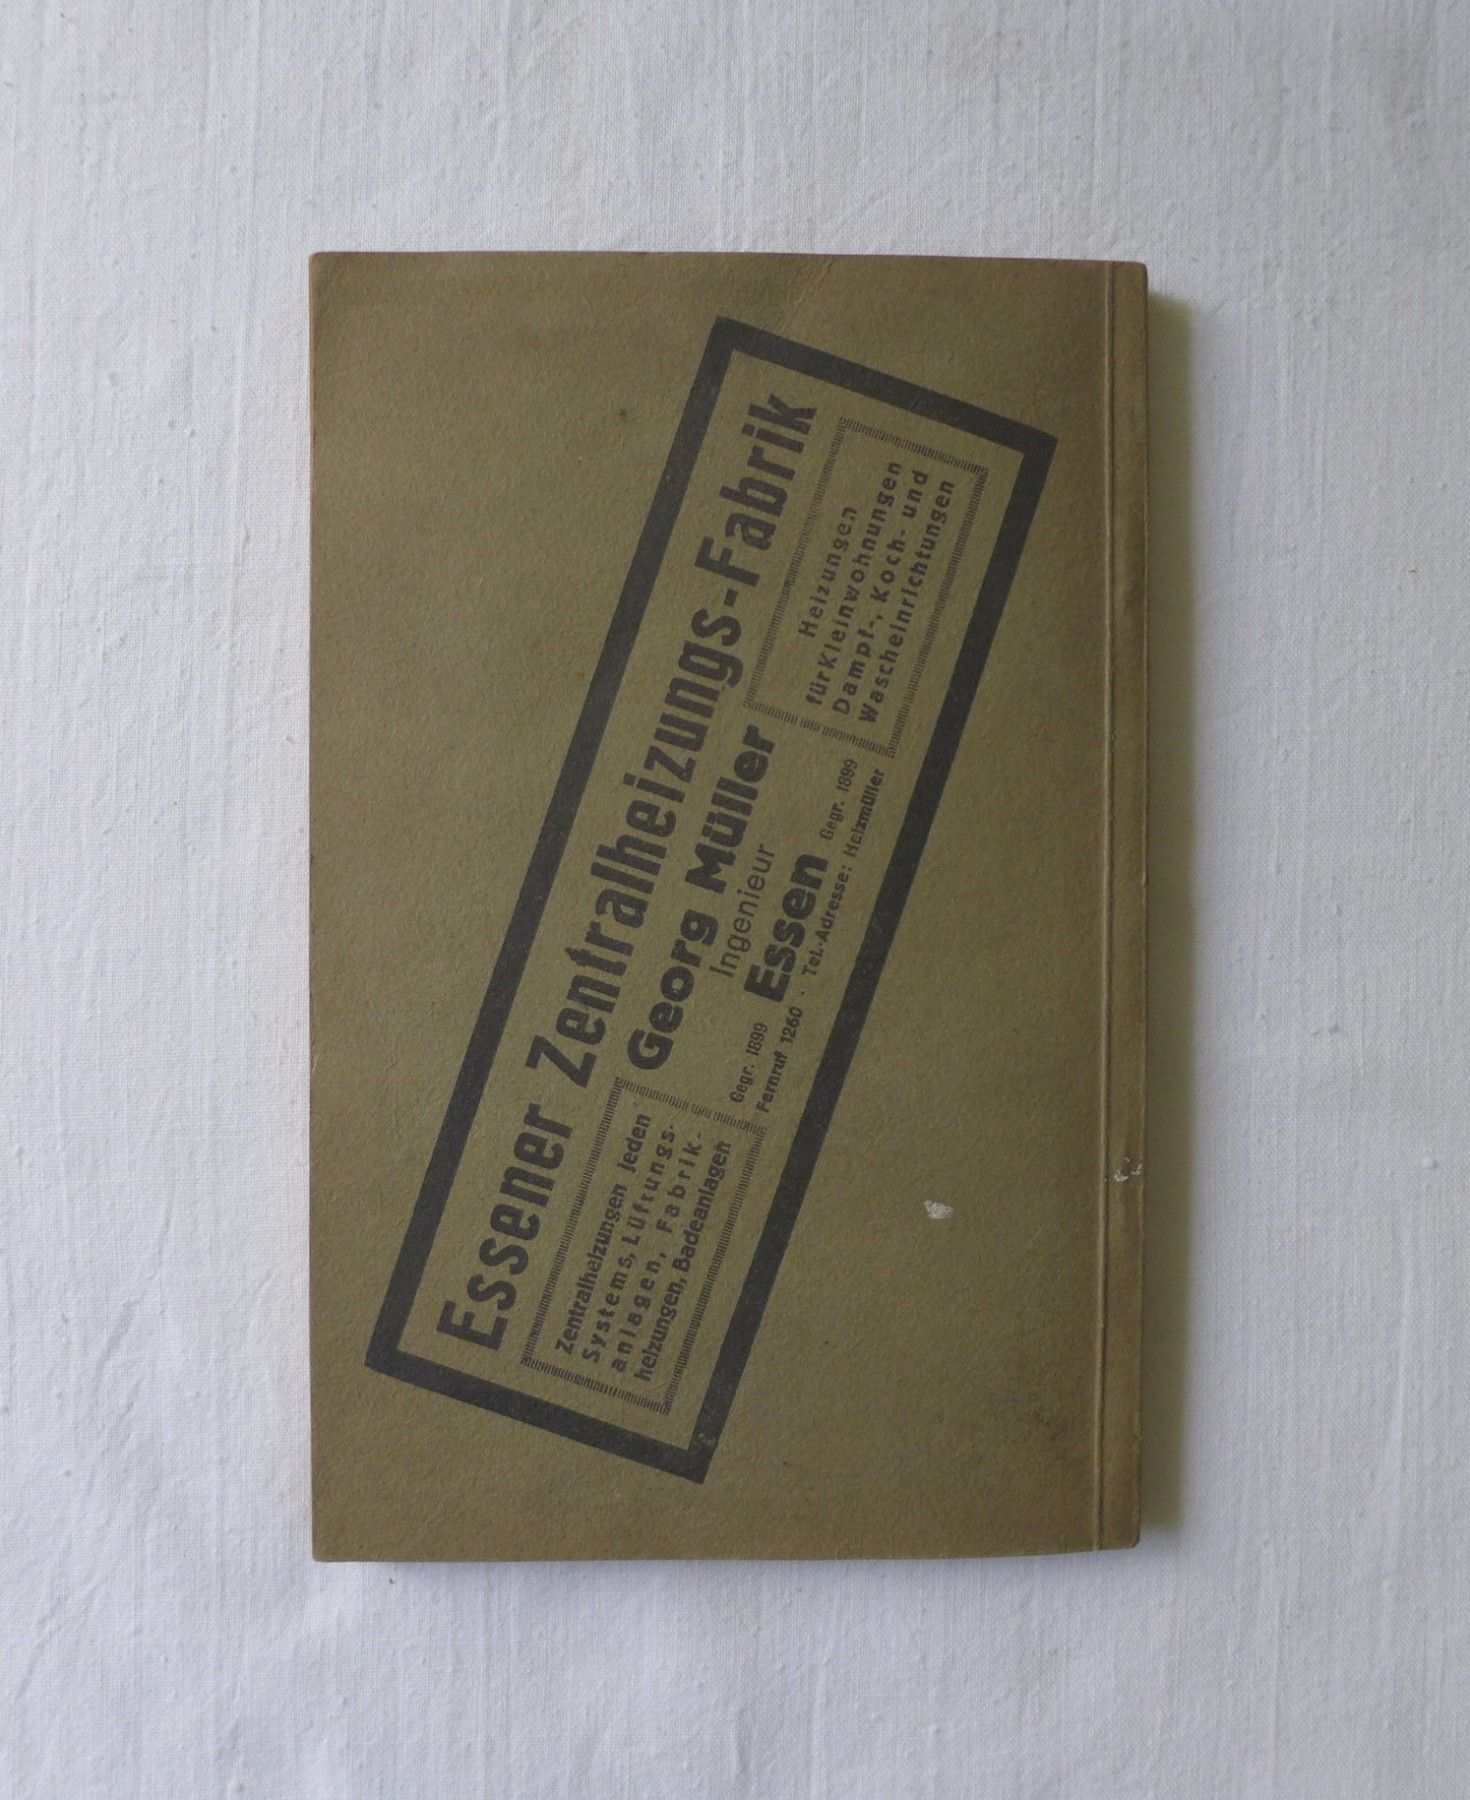 Essener Zentralheizungs-Fabrik
Zentralheizungen jeden
Systems, Lüftungs-
anlagen, Fabrik-
heizungen, Badeanlagen
Georg Müller
Ingenieur
Gegr. 1899 Essen Gegr. 1899
Fernruf 1260 · Tel.-Adresse: Heizmüller
Heizungen
für Kleinwohnungen
Dampf-, Koch- und
Wascheinrichtungen